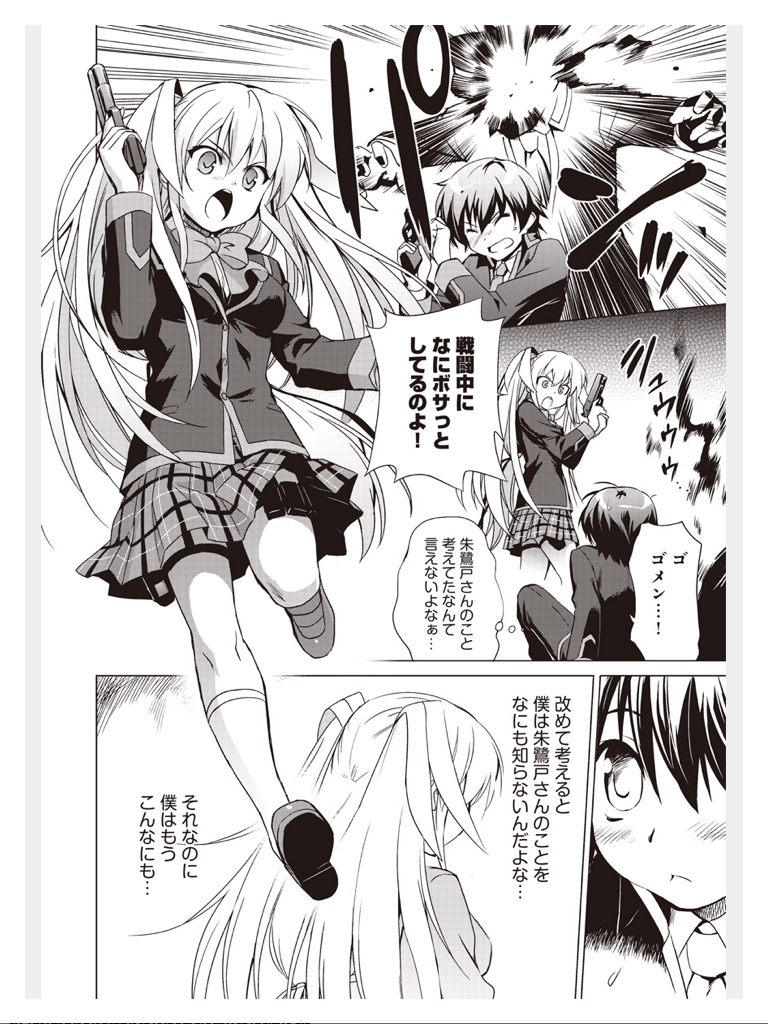 パパン
戦闘中に
なにボサっと
してるのよ！
ジュウウゥ…
ゴ
ゴメン…！
朱鷺戸さんのこと
考えてたなんて
言えないよなぁ…
改めて考えると
僕は朱鷺戸さんのことを
なにも知らないんだよな…
それなのに
僕はもう
こんなにも…